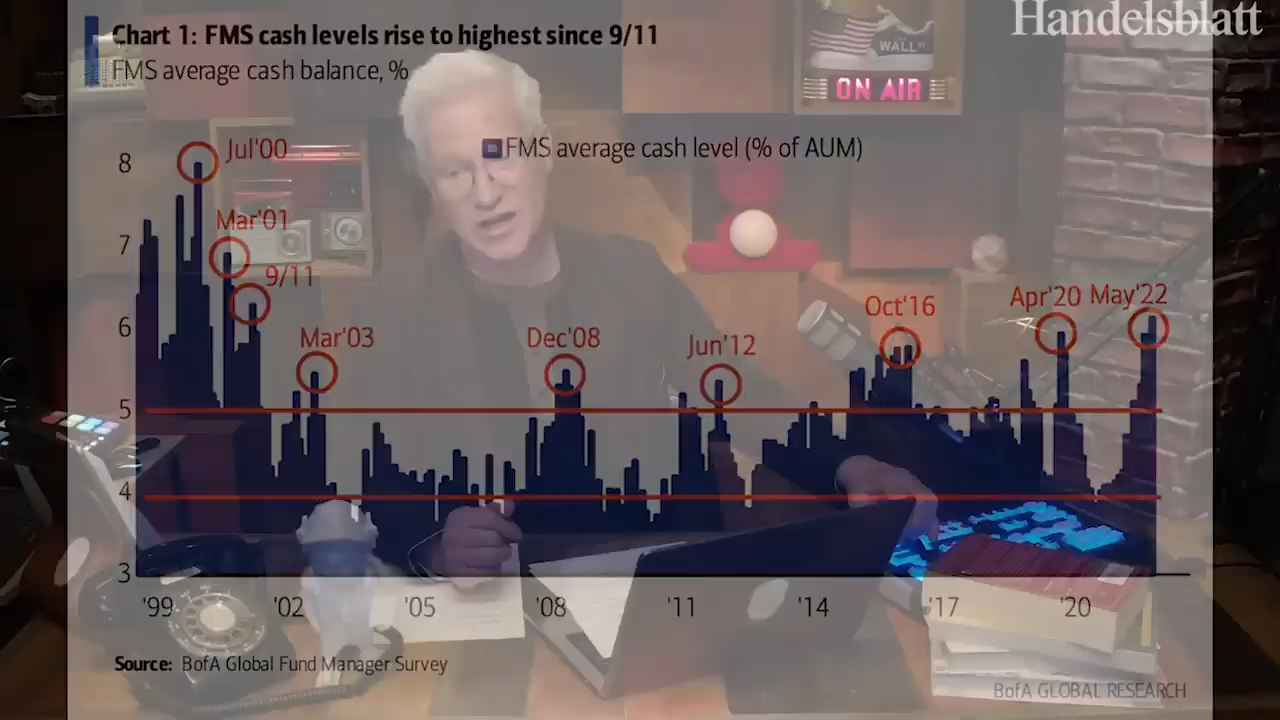 Handelsblatt
Chart 1: FMS cash levels rise to highest since 9/11
FMS average cash balance, %
WALL
ON AIR
FMS average cash level (% of AUM)
8
7
6
5
4
3
Jul'00
Mar'01
9/11
Mar'03
Dec'08
Jun'12
Oct'16
Apr'20
May'22
'99
'02
'05
'08
'11
'14
'17
'20
Source: BofA Global Fund Manager Survey
BofA GLOBAL RESEARCH